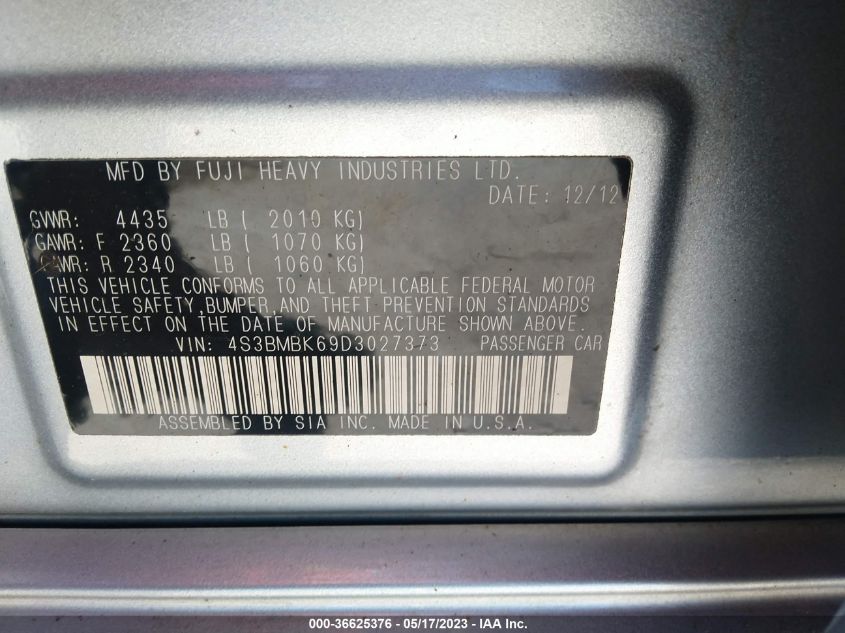 MFD BY FUJI HEAVY INDUSTRIES LTD.
DATE: 12/12
GVWR: 4435 LB ( 2010 KG)
GAWR: F 2360 LB ( 1070 KG)
GAWR: R 2340 LB ( 1060 KG)
THIS VEHICLE CONFORMS TO ALL APPLICABLE FEDERAL MOTOR
VEHICLE SAFETY,BUMPER,AND THEFT PREVENTION STANDARDS
IN EFFECT ON THE DATE OF MANUFACTURE SHOWN ABOVE.
VIN: 4S3BMBK69D3027373 PASSENGER CAR
ASSEMBLED BY SIA INC. MADE IN U.S.A.
000-36625376 — 05/17/2023 — IAA Inc.